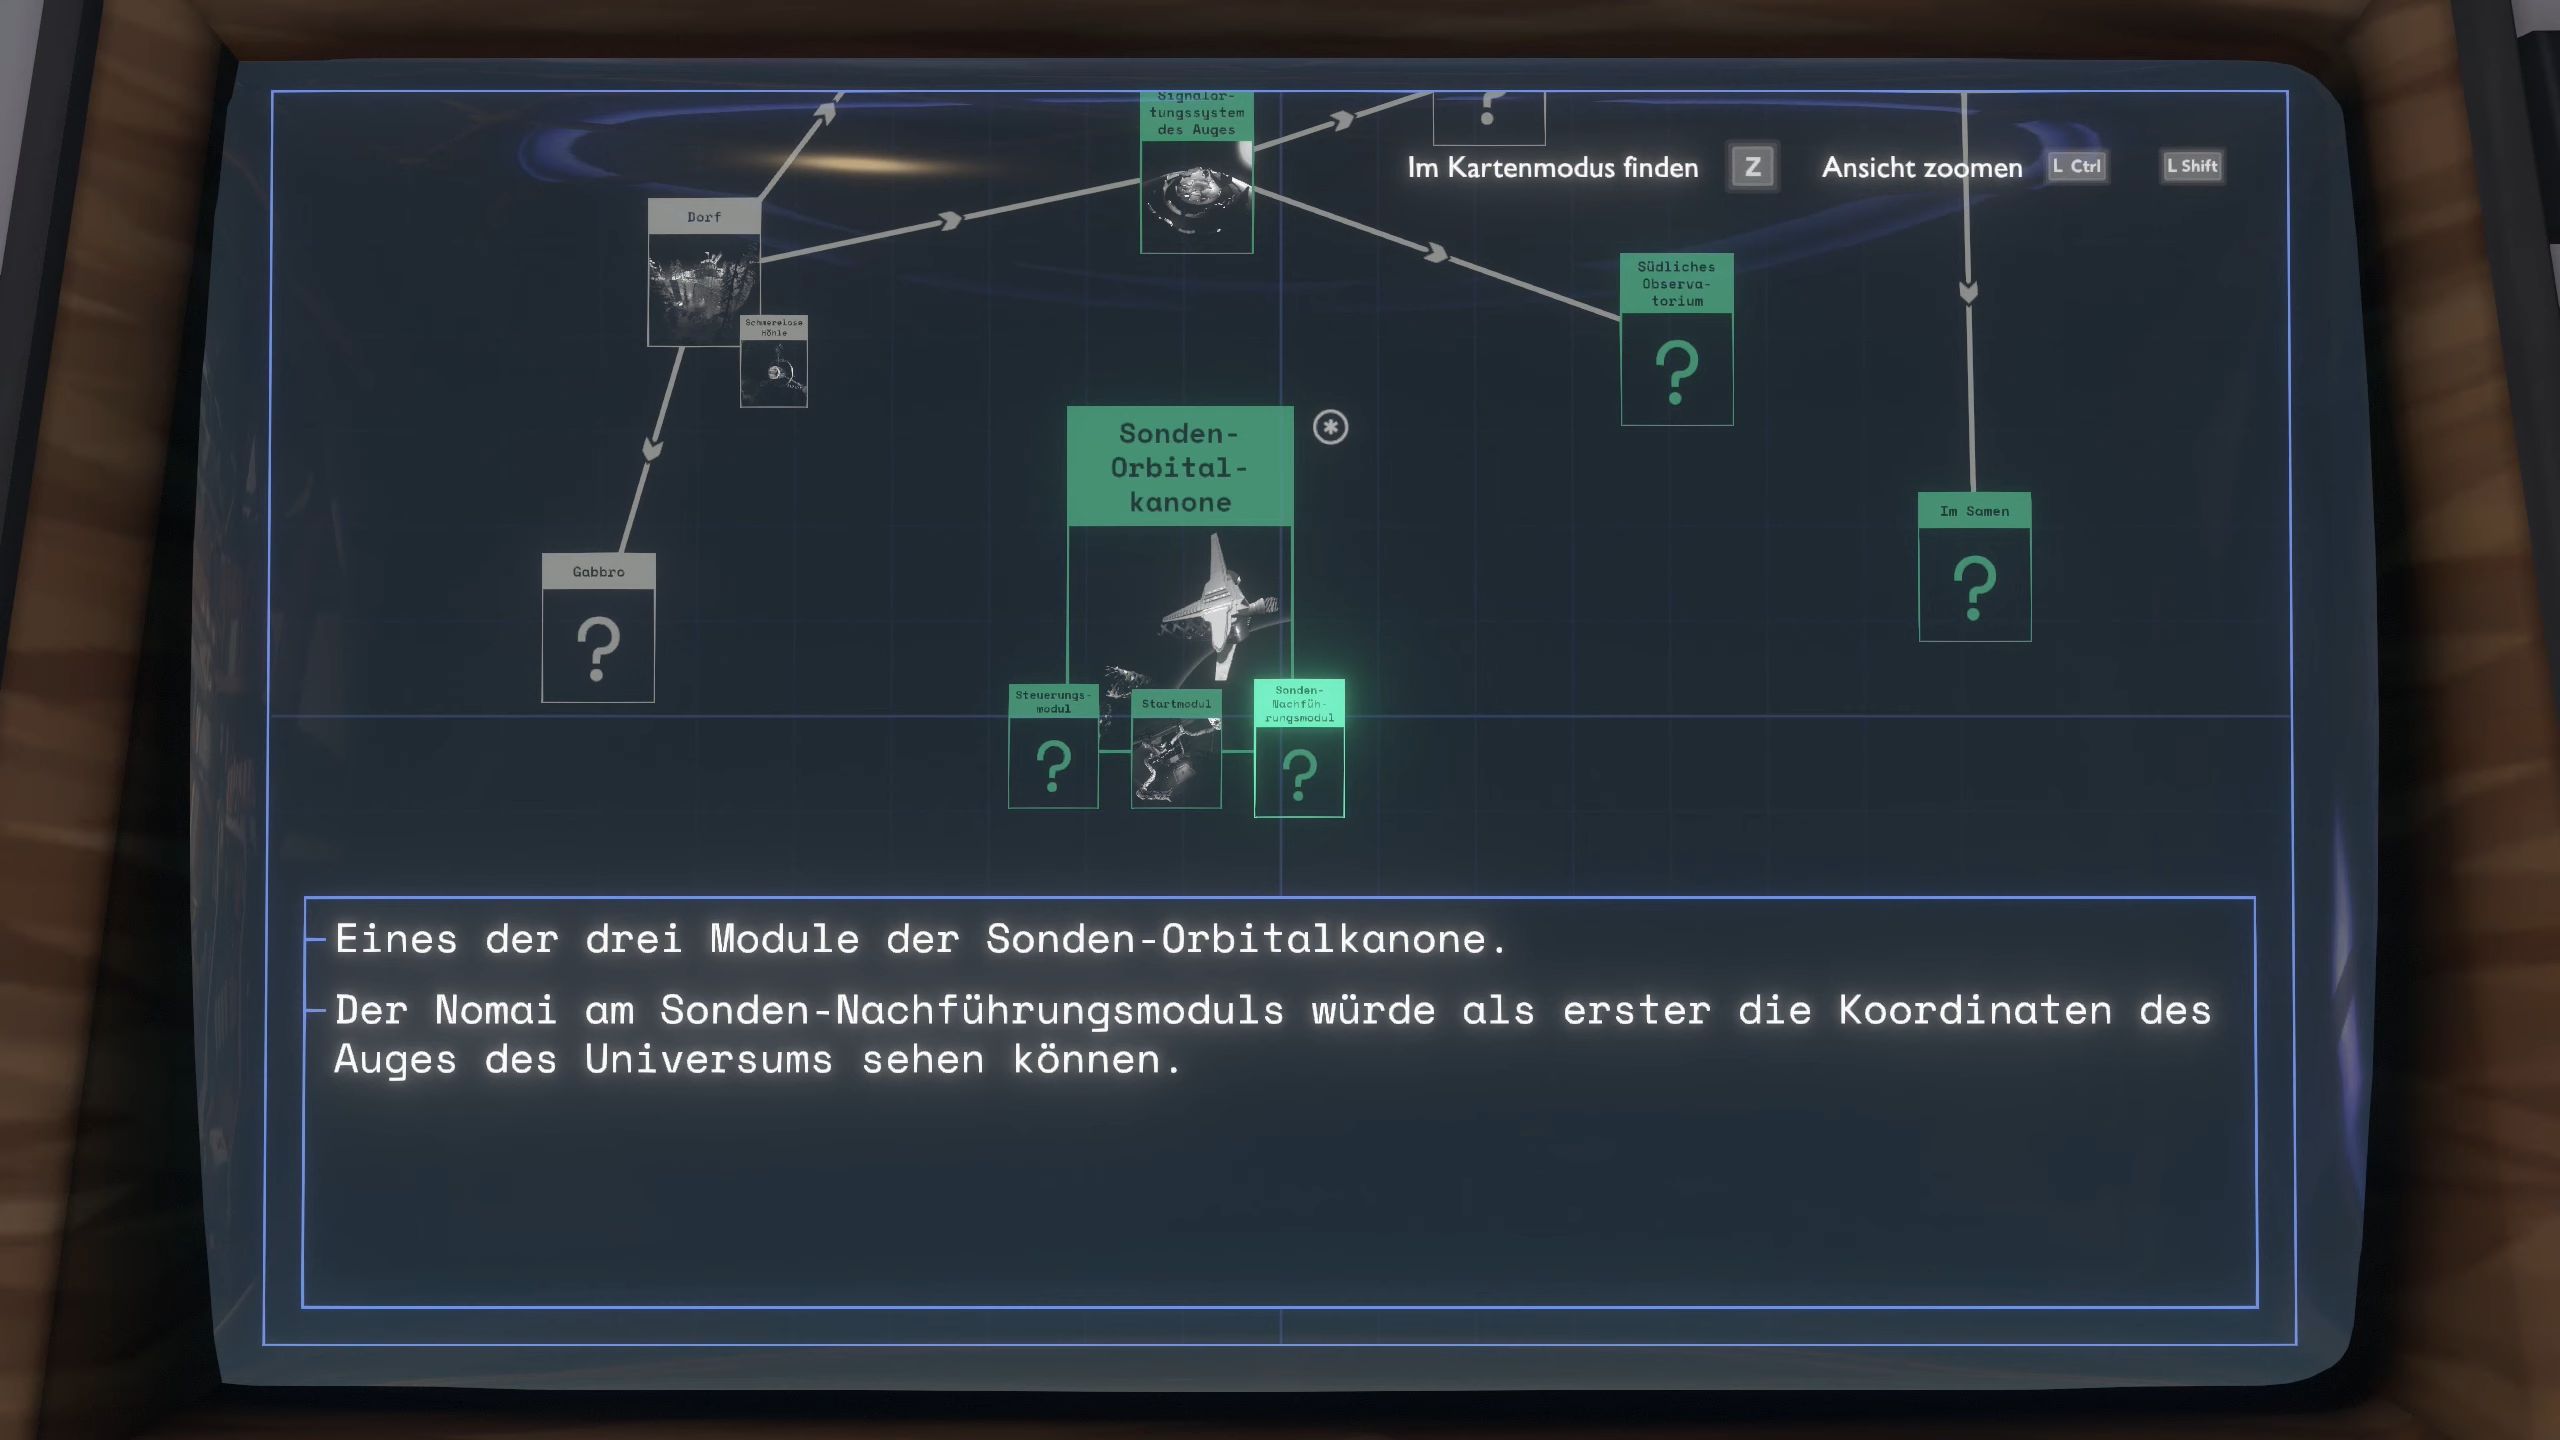 Signalor-
tungssystem
des Auges
Im Kartenmodus finden Z Ansicht zoomen L Ctrl L Shift
Dorf
Schmerelose
Höhle
Südliches
Observa-
torium
Sonden-
Orbital-
kanone
Im Samen
Gabbro
Steuerungs-
modul
Startmodul
Sonden-
Nachfüh-
rungsmodul
Eines der drei Module der Sonden-Orbitalkanone.
Der Nomai am Sonden-Nachführungsmoduls würde als erster die Koordinaten des
Auges des Universums sehen können.